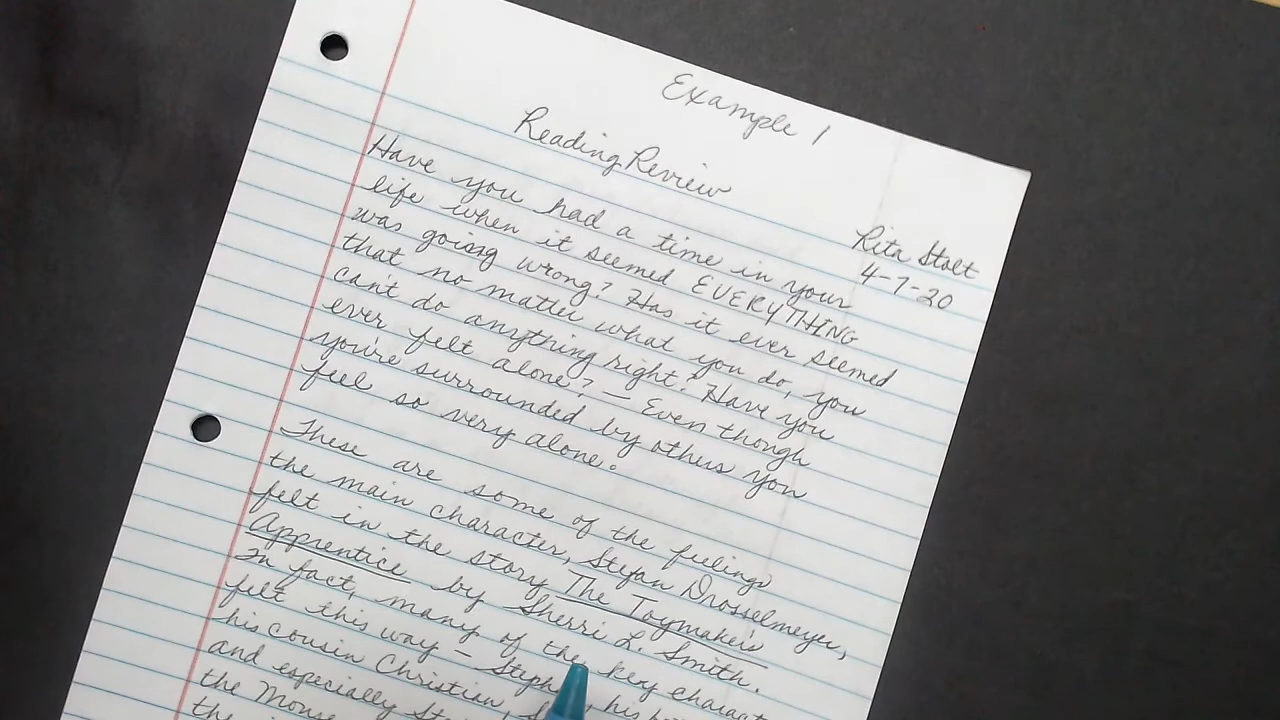 Example 1
Reading Review
Rita Stoet
4-7-20
Have you had a time in your
life when it seemed EVERYTHING
was going wrong? Has it ever seemed
that no matter what you do, you
can't do anything right? Have you
ever felt alone? — Even though
you're surrounded by others you
feel so very alone.
These are some of the feelings
the main character, Stefan Drosselmeyer,
felt in the story The Toymaker's
Apprentice by Sherri L. Smith.
In fact, many of the key
felt this way – his
his cousin Christian,
and especially
the Mouse
the